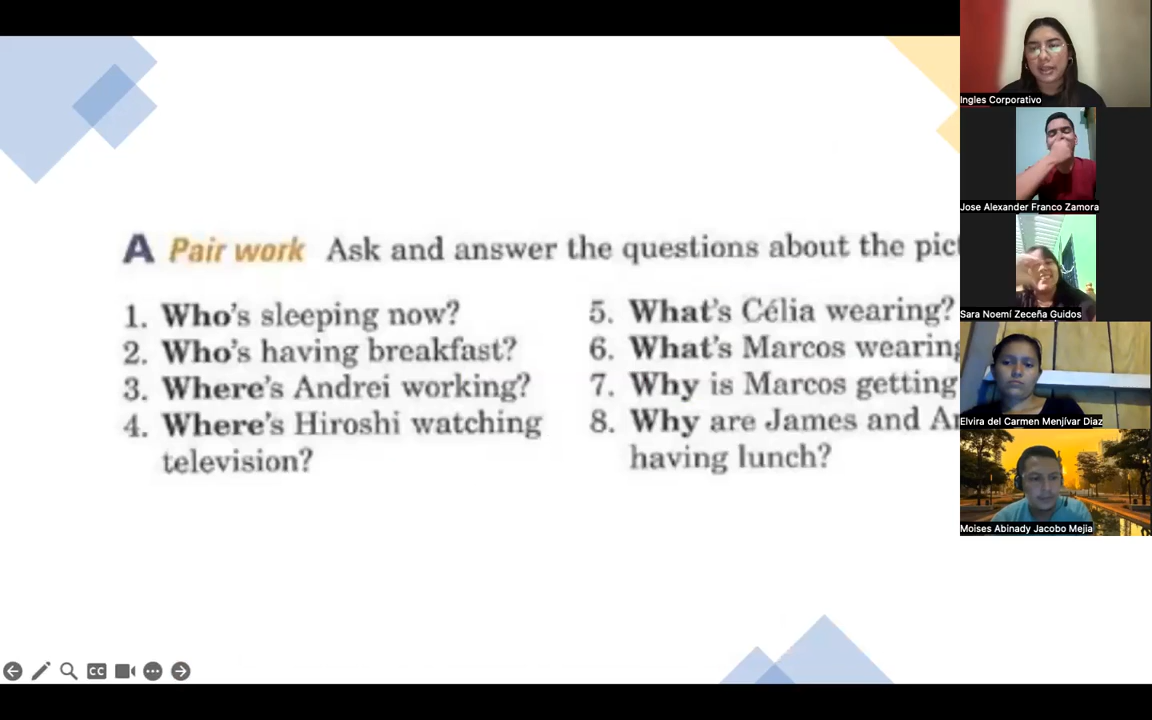 A Pair work Ask and answer the questions about the
1. Who's sleeping now?
2. Who's having breakfast?
3. Where's Andrei working?
4. Where's Hiroshi watching
television?
5. What's Célia wearing?
6. What's Marcos
7. Why is Marcos getting
8. Why are James and
having lunch?
Ingles Corporativo
Jose Alexander Franco Zamora
Sara Noemí Zeceña Guidos
Elvira del Carmen Menjívar Diaz
Moises Abinady Jacobo Mejia
CC